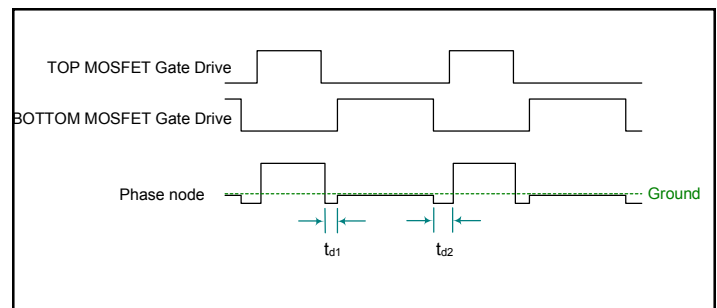 TOP MOSFET Gate Drive
BOTTOM MOSFET Gate Drive
Phase node
Ground
td1
td2